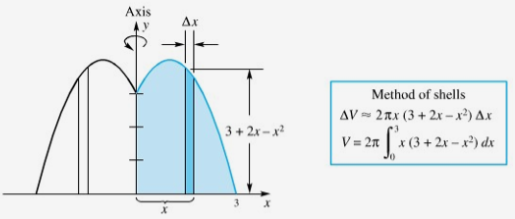 Axis
y
Δx
3 + 2x – x²
x
3
x
Method of shells
ΔV ≈ 2πx (3 + 2x – x²) Δx
V = 2π ∫₀³ x (3 + 2x – x²) dx